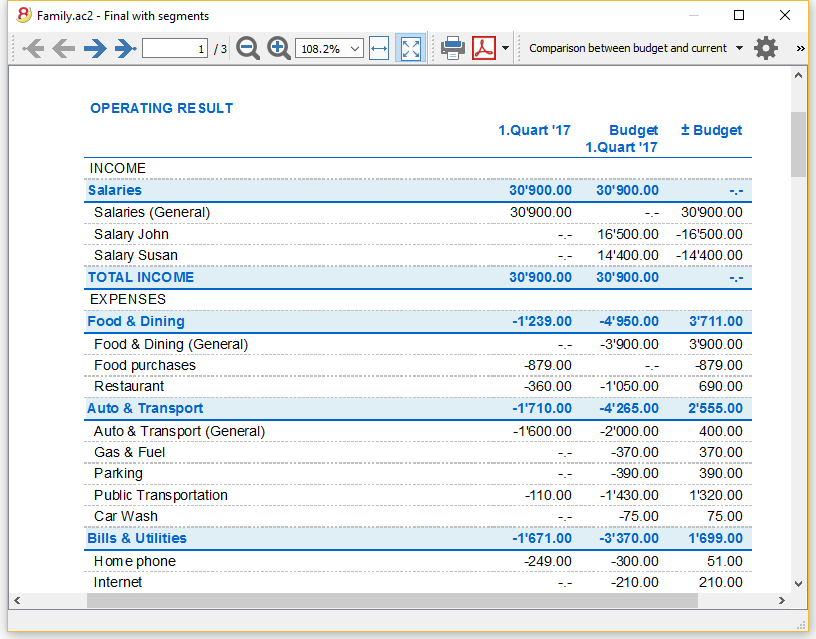 Family.ac2 - Final with segments
1 / 3 108.2% Comparison between budget and current »
OPERATING RESULT
1.Quart '17 Budget ± Budget
1.Quart '17
INCOME
Salaries 30'900.00 30'900.00 -.-
Salaries (General) 30'900.00 -.- 30'900.00
Salary John -.- 16'500.00 -16'500.00
Salary Susan -.- 14'400.00 -14'400.00
TOTAL INCOME 30'900.00 30'900.00 -.-
EXPENSES
Food & Dining -1'239.00 -4'950.00 3'711.00
Food & Dining (General) -.- -3'900.00 3'900.00
Food purchases -879.00 -.- -879.00
Restaurant -360.00 -1'050.00 690.00
Auto & Transport -1'710.00 -4'265.00 2'555.00
Auto & Transport (General) -1'600.00 -2'000.00 400.00
Gas & Fuel -.- -370.00 370.00
Parking -.- -390.00 390.00
Public Transportation -110.00 -1'430.00 1'320.00
Car Wash -.- -75.00 75.00
Bills & Utilities -1'671.00 -3'370.00 1'699.00
Home phone -249.00 -300.00 51.00
Internet -.- -210.00 210.00